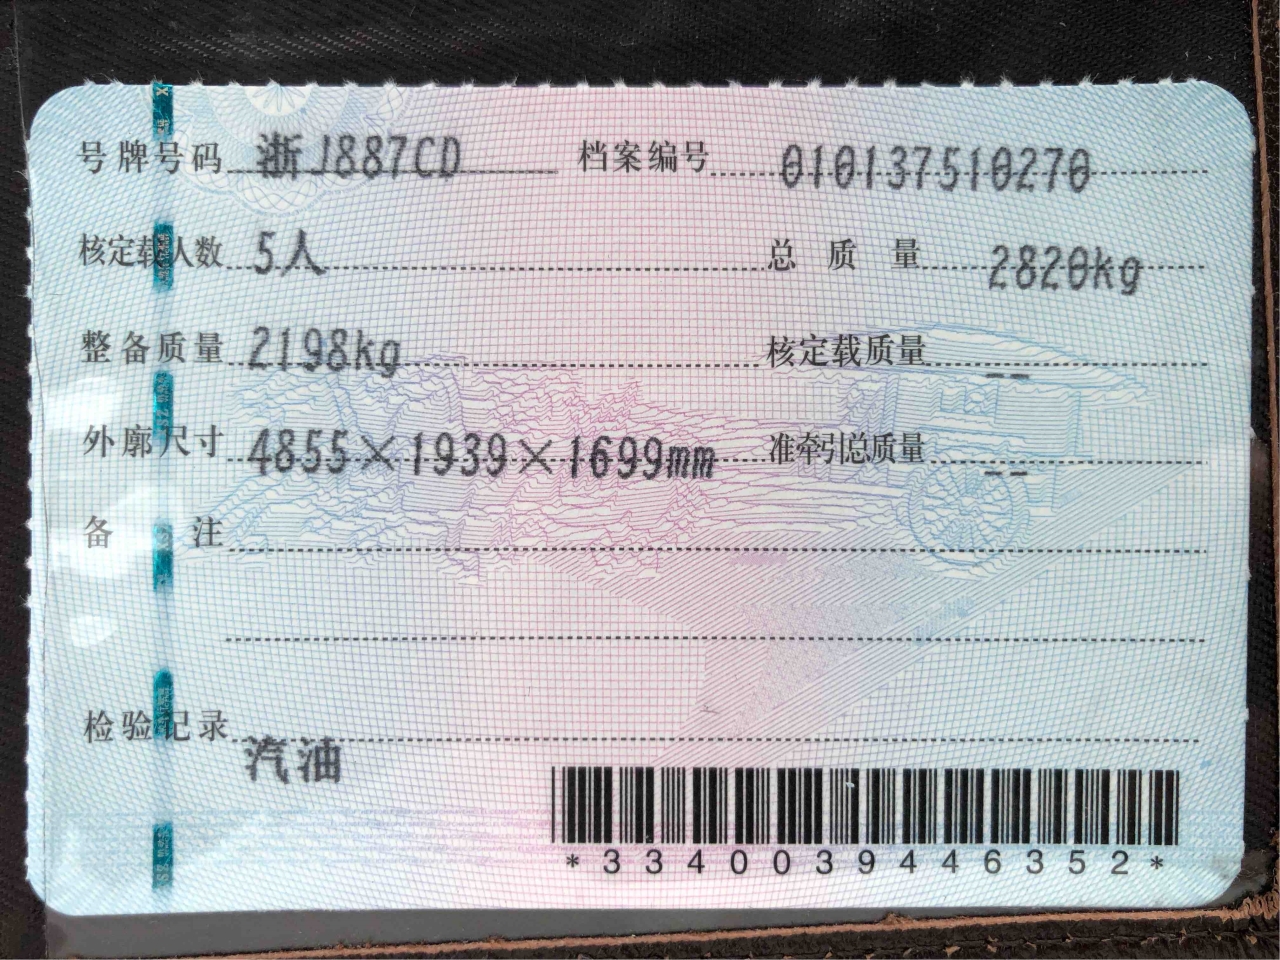 号牌号码 浙J887CD 档案编号 010137510270
核定载人数 5人 总质量 2820kg
整备质量 2198kg 核定载质量 --
外廓尺寸 4855×1939×1699mm 准牵引总质量 --
备注
检验记录
汽油
*3340039446352*